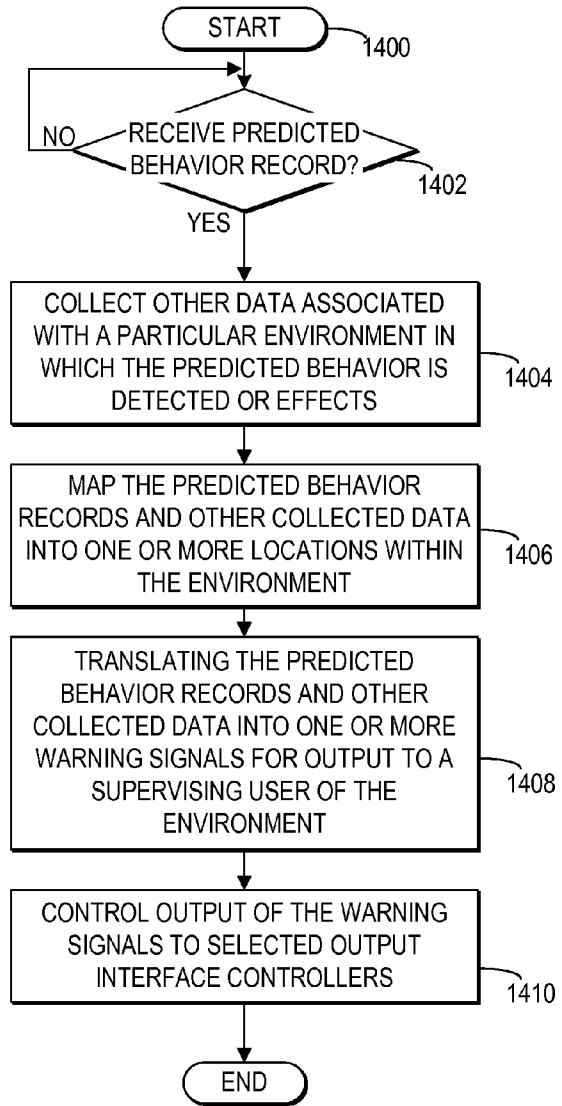 START
1400
RECEIVE PREDICTED
BEHAVIOR RECORD?
NO
1402
YES
COLLECT OTHER DATA ASSOCIATED
WITH A PARTICULAR ENVIRONMENT IN
WHICH THE PREDICTED BEHAVIOR IS
DETECTED OR EFFECTS
1404
MAP THE PREDICTED BEHAVIOR
RECORDS AND OTHER COLLECTED DATA
INTO ONE OR MORE LOCATIONS WITHIN
THE ENVIRONMENT
1406
TRANSLATING THE PREDICTED
BEHAVIOR RECORDS AND OTHER
COLLECTED DATA INTO ONE OR MORE
WARNING SIGNALS FOR OUTPUT TO A
SUPERVISING USER OF THE
ENVIRONMENT
1408
CONTROL OUTPUT OF THE WARNING
SIGNALS TO SELECTED OUTPUT
INTERFACE CONTROLLERS
1410
END